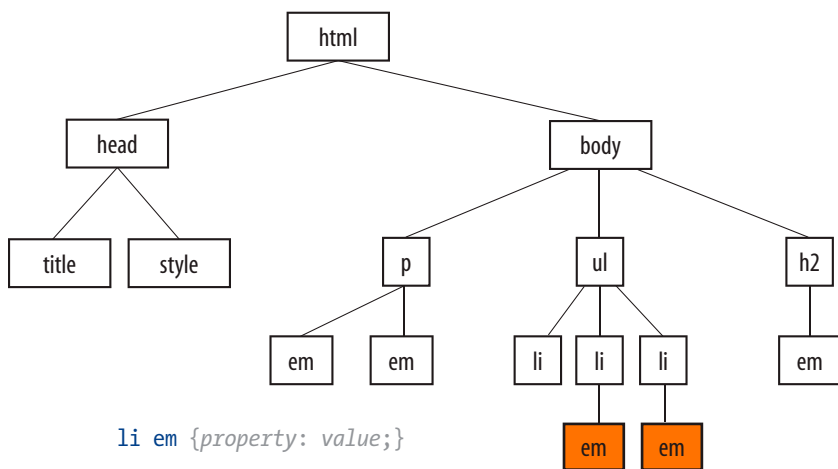 html
head
body
title style
p ul h2
em em li li li em
li em {property: value;}
em em